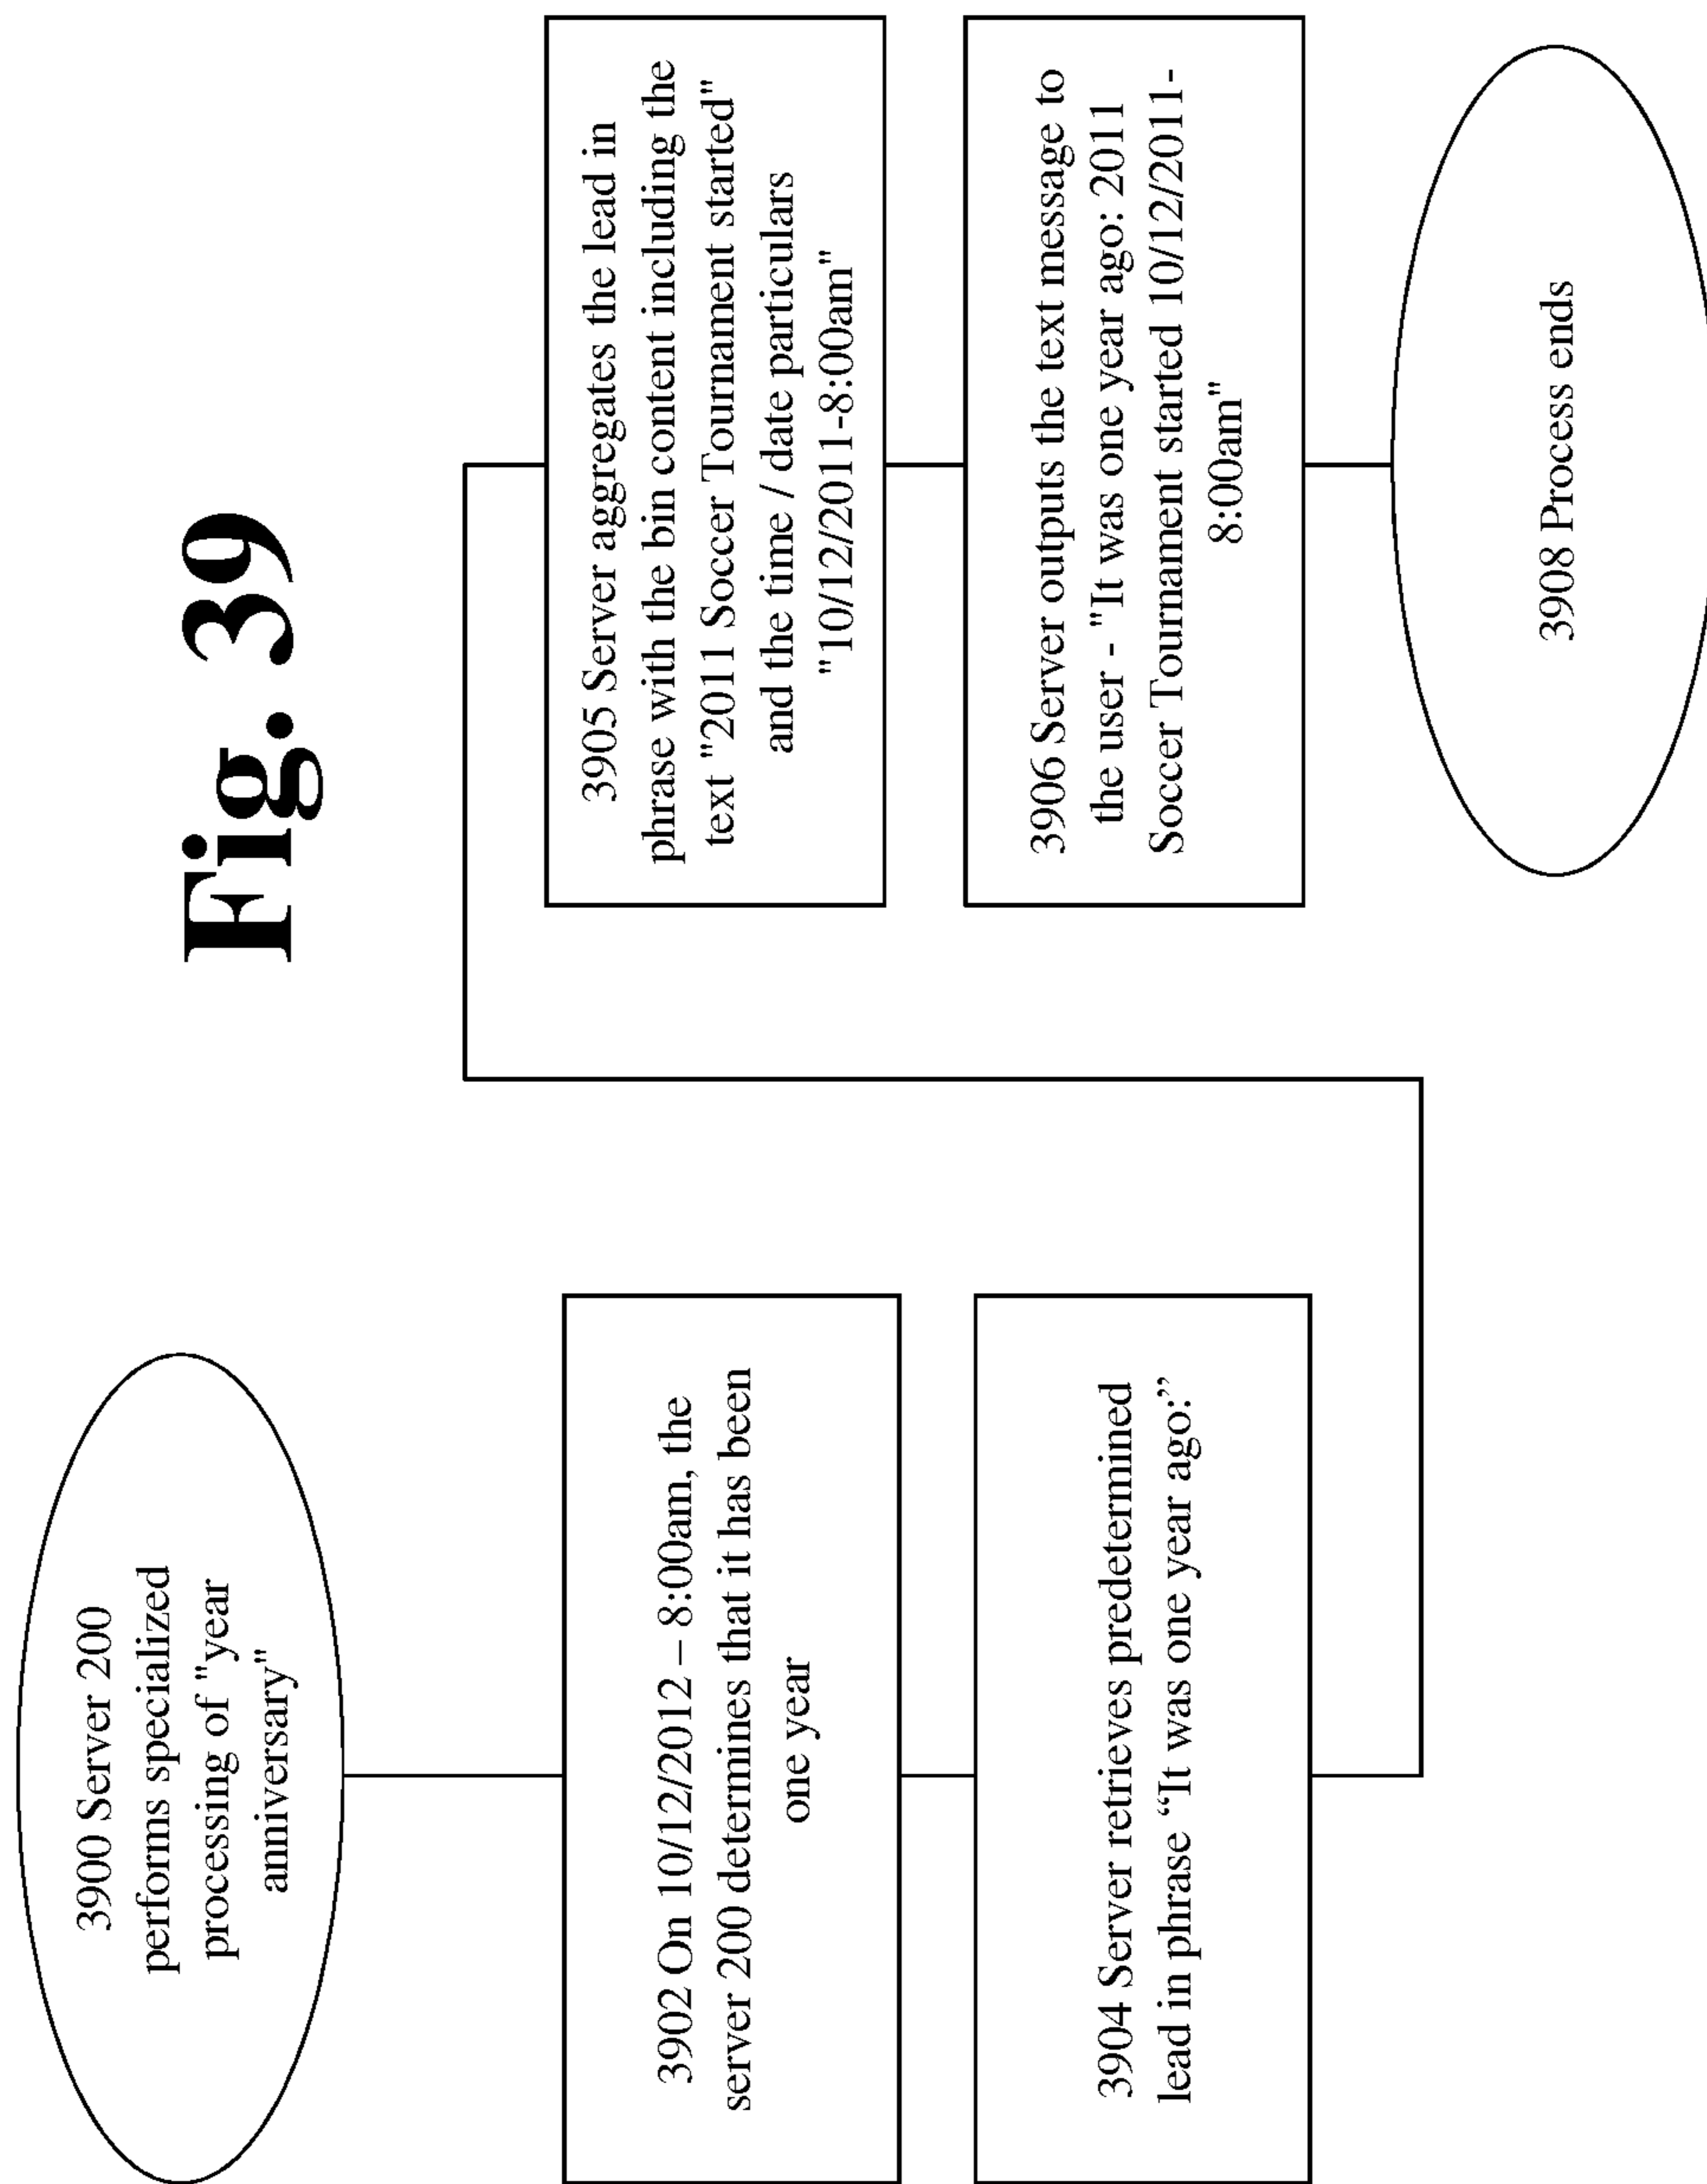 Fig. 39
3900 Server 200
performs specialized
processing of "year
anniversary"
3902 On 10/12/2012 – 8:00am, the
server 200 determines that it has been
one year
3904 Server retrieves predetermined
lead in phrase “It was one year ago:”
3905 Server aggregates the lead in
phrase with the bin content including the
text "2011 Soccer Tournament started"
and the time / date particulars
"10/12/2011-8:00am"
3906 Server outputs the text message to
the user - "It was one year ago: 2011
Soccer Tournament started 10/12/2011-
8:00am"
3908 Process ends